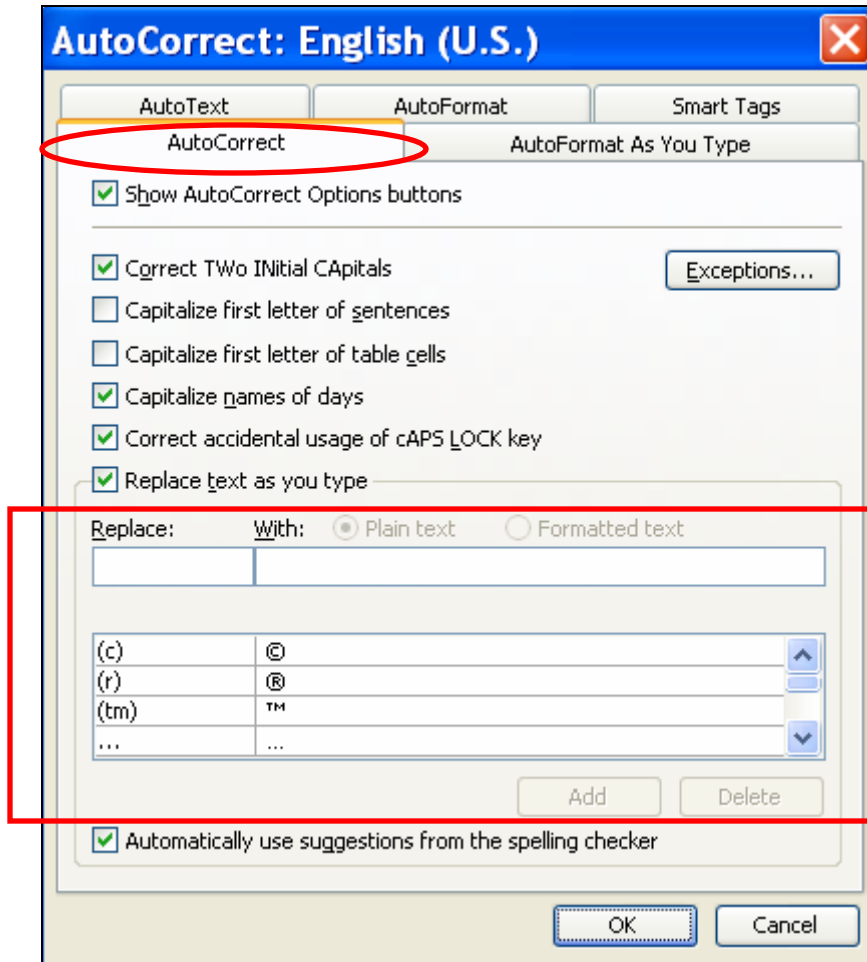 AutoCorrect: English (U.S.)
AutoText AutoFormat Smart Tags
AutoCorrect AutoFormat As You Type
Show AutoCorrect Options buttons
Correct TWo INitial CApitals Exceptions...
Capitalize first letter of sentences
Capitalize first letter of table cells
Capitalize names of days
Correct accidental usage of cAPS LOCK key
Replace text as you type
Replace: With: Plain text Formatted text
(c) ©
(r) ®
(tm) ™
... ...
Add Delete
Automatically use suggestions from the spelling checker
OK Cancel